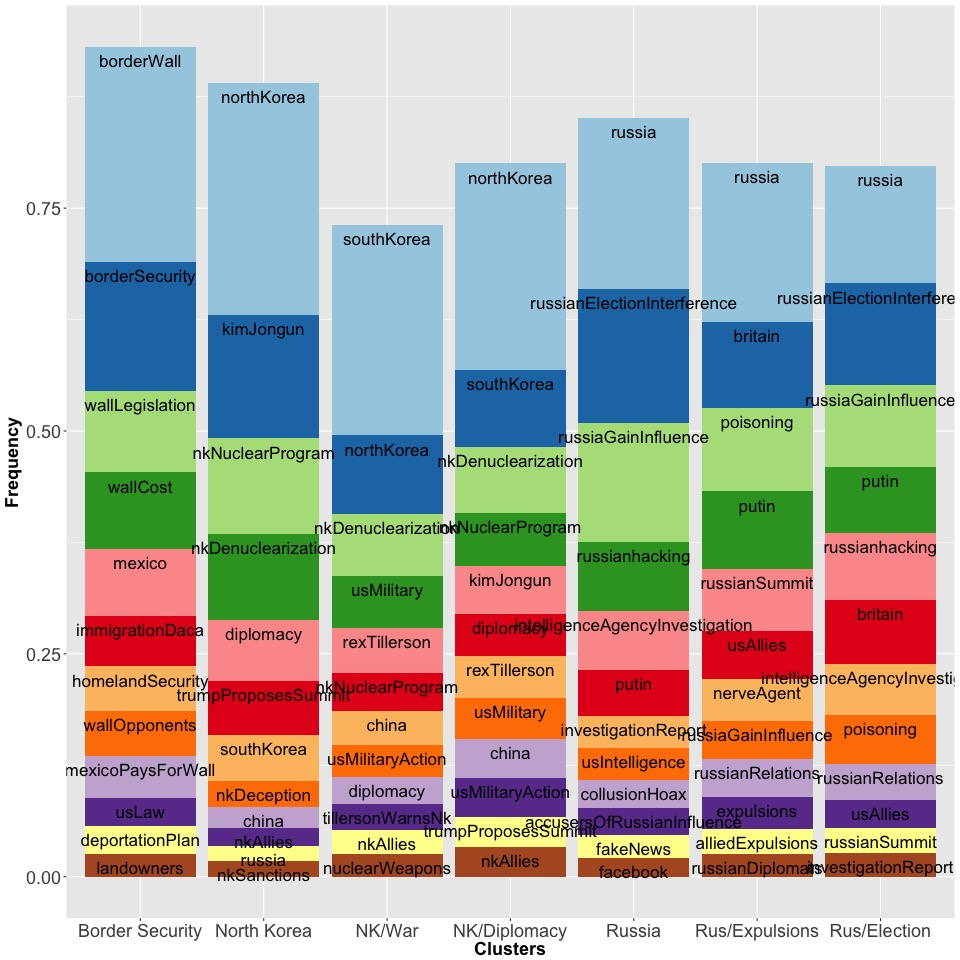 borderWall
borderSecurity
wallLegislation
wallCost
mexico
immigrationDaca
homelandSecurity
wallOpponents
mexicoPaysForWall
usLaw
deportationPlan
landowners
northKorea
kimJongun
nkNuclearProgram
nkDenuclearization
diplomacy
trumpProposesSummit
southKorea
nkDeception
china
nkAllies
russia
nkSanctions
southKorea
northKorea
nkDenuclearization
usMilitary
rexTillerson
nkNuclearProgram
china
usMilitaryAction
diplomacy
tillersonWarnsNk
nkAllies
nuclearWeapons
northKorea
southKorea
nkDenuclearization
nkNuclearProgram
kimJongun
diplomacy
rexTillerson
usMilitary
china
usMilitaryAction
trumpProposesSummit
nkAllies
russia
russianElectionInterference
russiaGainInfluence
russianhacking
intelligenceAgencyInvestigation
putin
investigationReport
usIntelligence
collusionHoax
accusersOfRussianInfluence
fakeNews
facebook
russia
britain
poisoning
putin
russianSummit
usAllies
nerveAgent
russiaGainInfluence
russianRelations
expulsions
alliedExpulsions
russianDiplomats
russia
russianElectionInterfere
russiaGainInfluence
putin
russianhacking
britain
intelligenceAgencyInvestig
poisoning
russianRelations
usAllies
russianSummit
investigationReport
0.75
0.50
0.25
0.00
Frequency
Border Security North Korea NK/War NK/Diplomacy Russia Rus/Expulsions Rus/Election
Clusters